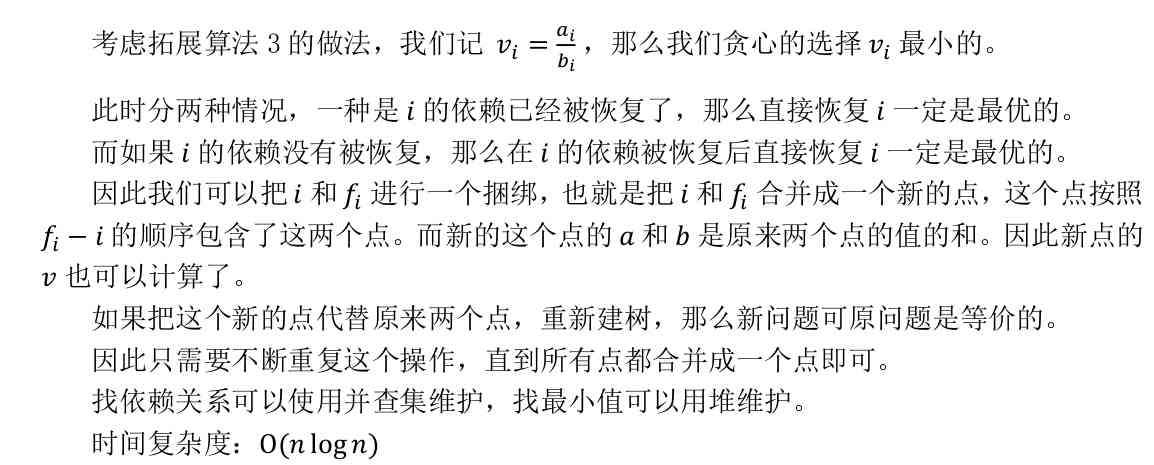 考虑拓展算法 3 的做法，我们记 v_i = a_i/b_i，那么我们贪心的选择 v_i 最小的。
此时分两种情况，一种是 i 的依赖已经被恢复了，那么直接恢复 i 一定是最优的。
而如果 i 的依赖没有被恢复，那么在 i 的依赖被恢复后直接恢复 i 一定是最优的。
因此我们可以把 i 和 f_i 进行一个捆绑，也就是把 i 和 f_i 合并成一个新的点，这个点按照
f_i − i 的顺序包含了这两个点。而新的这个点的 a 和 b 是原来两个点的值的和。因此新点的
v 也可以计算了。
如果把这个新的点代替原来两个点，重新建树，那么新问题可原问题是等价的。
因此只需要不断重复这个操作，直到所有点都合并成一个点即可。
找依赖关系可以使用并查集维护，找最小值可以用堆维护。
时间复杂度：O(n log n)